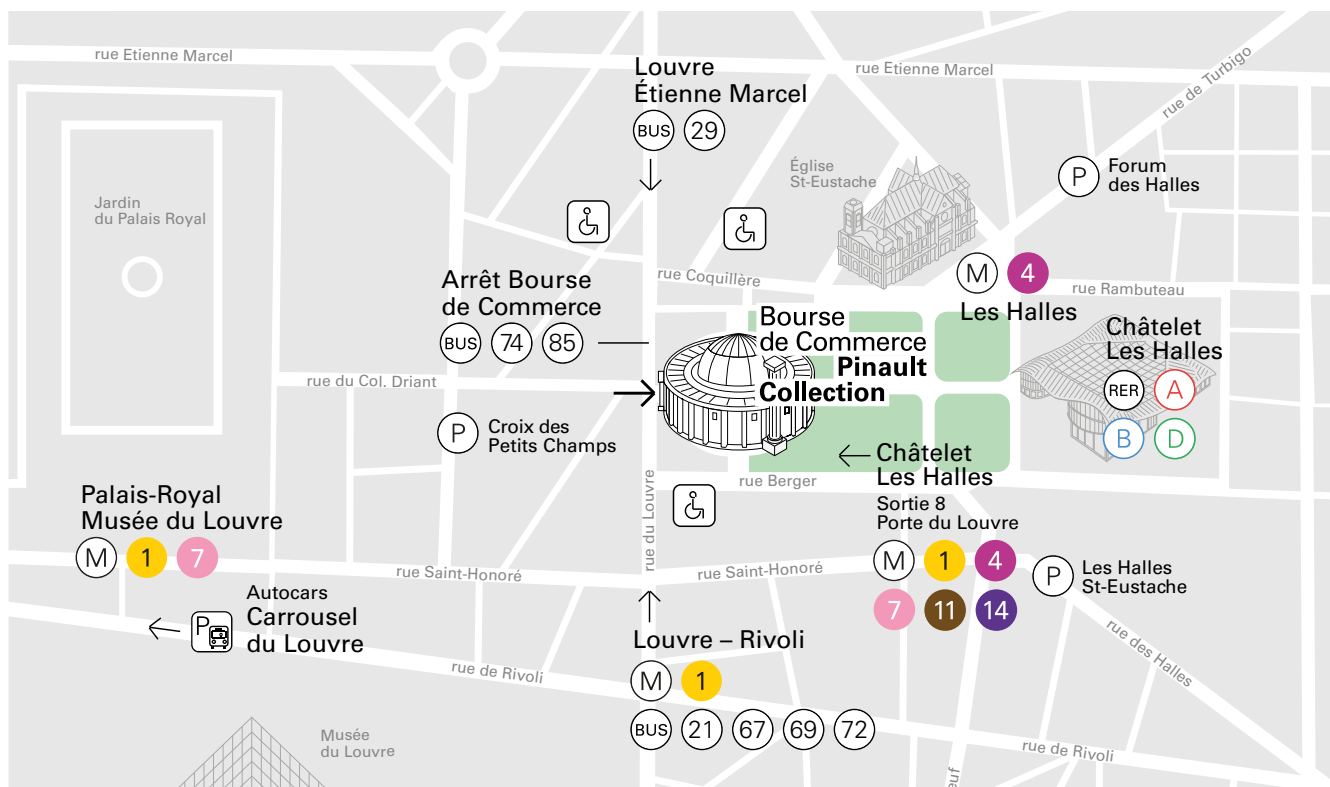 rue Etienne Marcel
Louvre
Étienne Marcel
BUS 29
rue Etienne Marcel
rue de Turbigo
Église
St-Eustache
P Forum
des Halles
Jardin
du Palais Royal
rue Coquillère
M 4
Les Halles
rue Rambuteau
Arrêt Bourse
de Commerce
BUS 74 85
Bourse
de Commerce
Pinault
Collection
Châtelet
Les Halles
RER A
B D
rue du Col. Driant
P Croix des
Petits Champs
Châtelet
Les Halles
Sortie 8
Porte du Louvre
M 1 4
7 11 14
rue Berger
rue du Louvre
Palais-Royal
Musée du Louvre
M 1 7
rue Saint-Honoré
rue Saint-Honoré
P Les Halles
St-Eustache
Autocars
Carrousel
du Louvre
P
rue de Rivoli
Louvre – Rivoli
M 1
BUS 21 67 69 72
rue des Halles
Musée
du Louvre
rue de Rivoli
euf